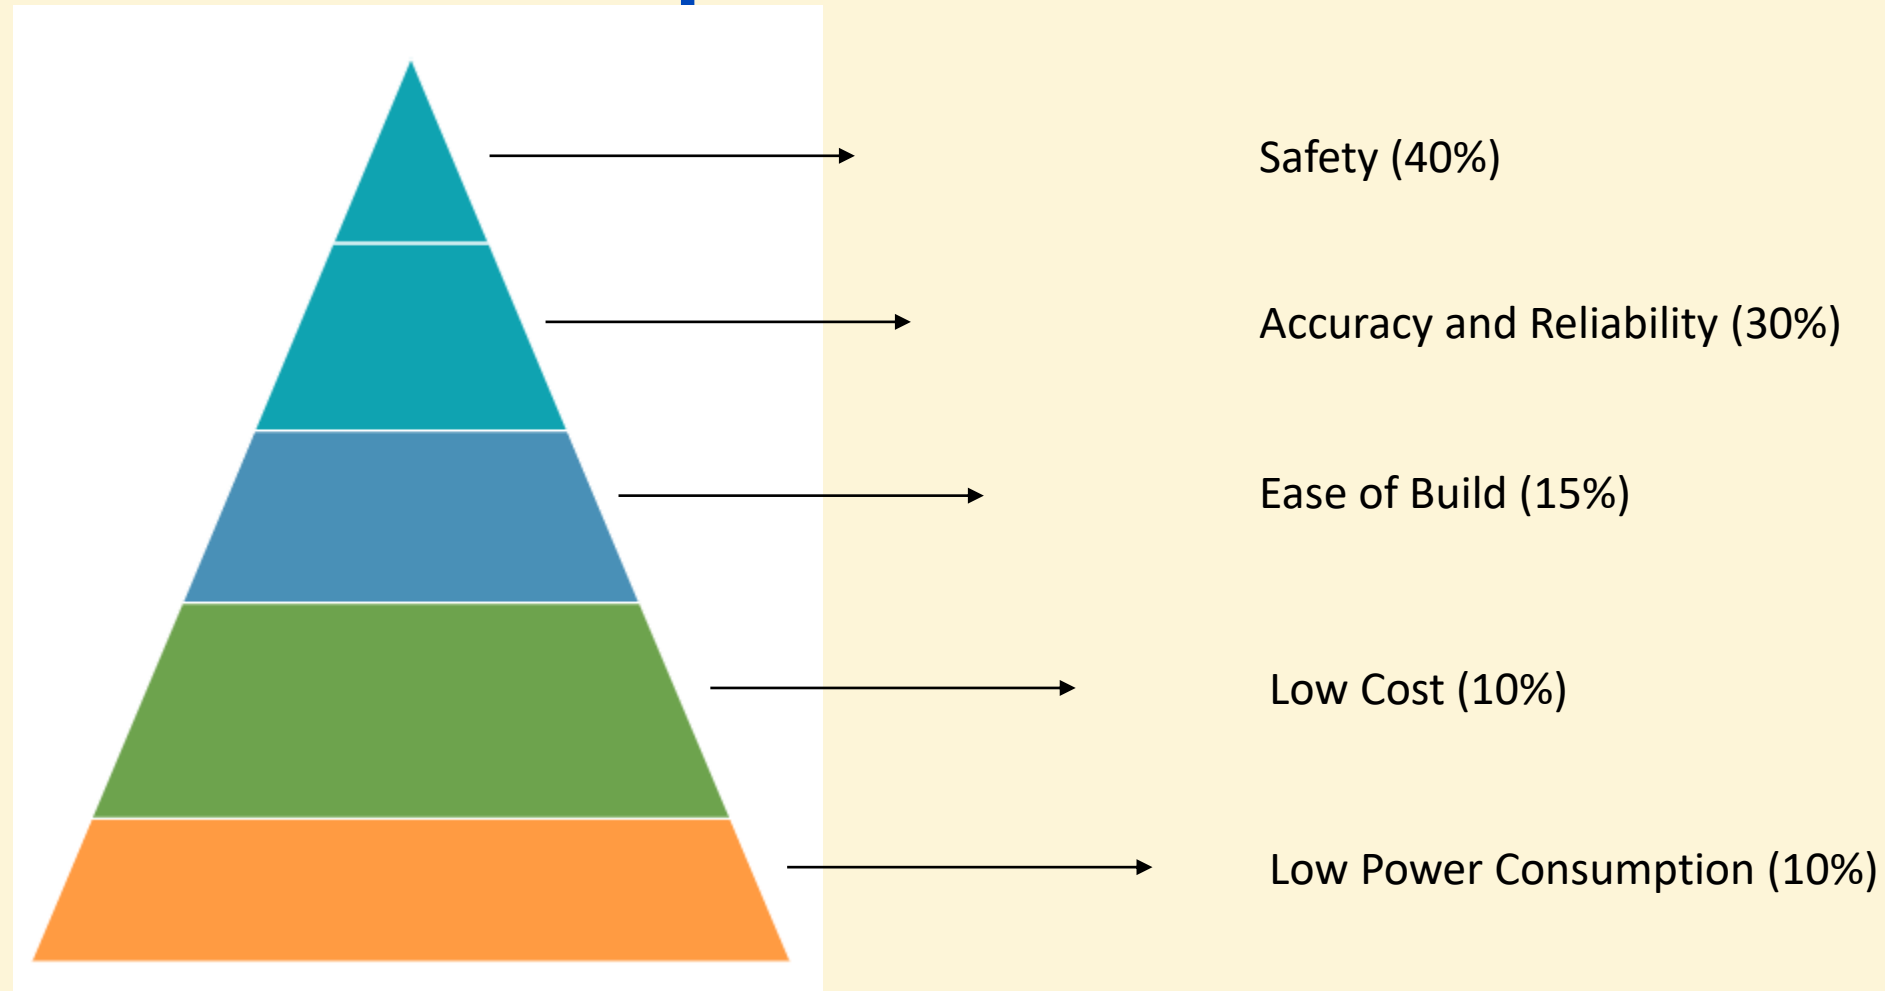 Safety (40%)
Accuracy and Reliability (30%)
Ease of Build (15%)
Low Cost (10%)
Low Power Consumption (10%)